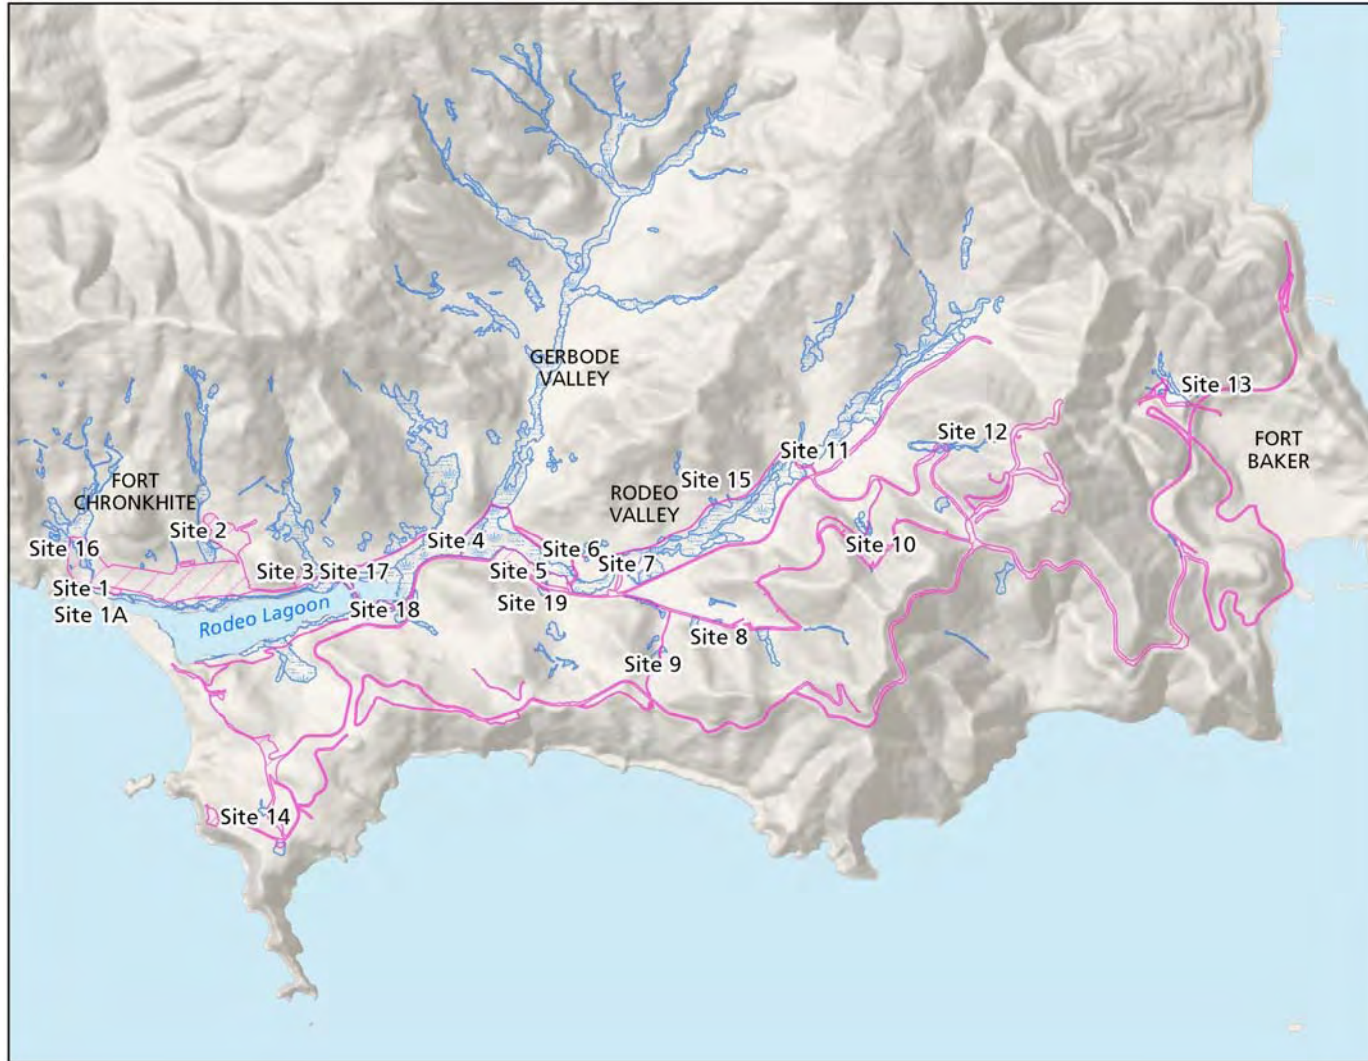 GERBODE
VALLEY
Site 13
Site 12
FORT
BAKER
Site 11
FORT
CHRONKHITE
Site 15
RODEO
VALLEY
Site 2
Site 16
Site 4
Site 6
Site 10
Site 7
Site 3
Site 17
Site 5
Site 1
Site 1A
Site 19
Site 18
Rodeo Lagoon
Site 8
Site 9
Site 14